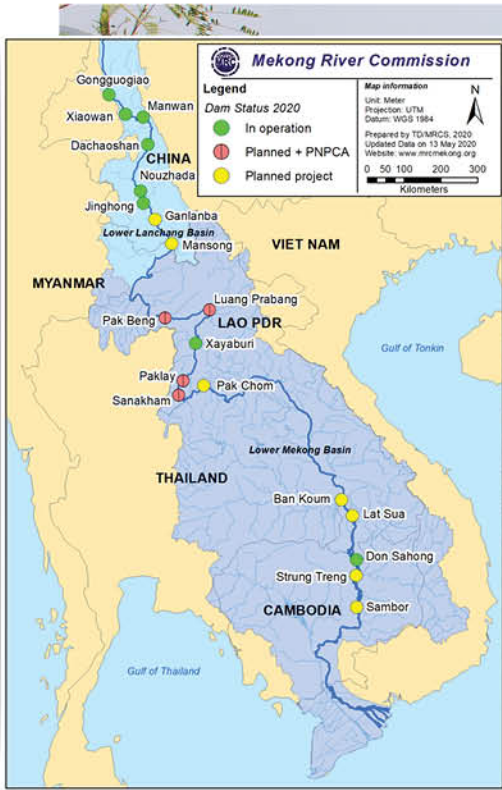 MRC
Mekong River Commission
Legend
Dam Status 2020
In operation
Planned + PNPCA
Planned project
Map information
Unit: Meter
Projection: UTM
Datum: WGS 1984
Prepared by TD/MRCS, 2020
Updated Data on 13 May 2020
Website: www.mrcmekong.org
N
0 50 100 200 300
Kilometers
Gongguogiao
Xiaowan
Manwan
Dachaoshan
CHINA
Nouzhada
Jinghong
Ganlanba
Lower Lanchang Basin
Mansong
VIET NAM
MYANMAR
Luang Prabang
Pak Beng
LAO PDR
Xayaburi
Gulf of Tonkin
Paklay
Pak Chom
Sanakham
Lower Mekong Basin
THAILAND
Ban Koum
Lat Sua
Don Sahong
Strung Treng
CAMBODIA
Sambor
Gulf of Thailand